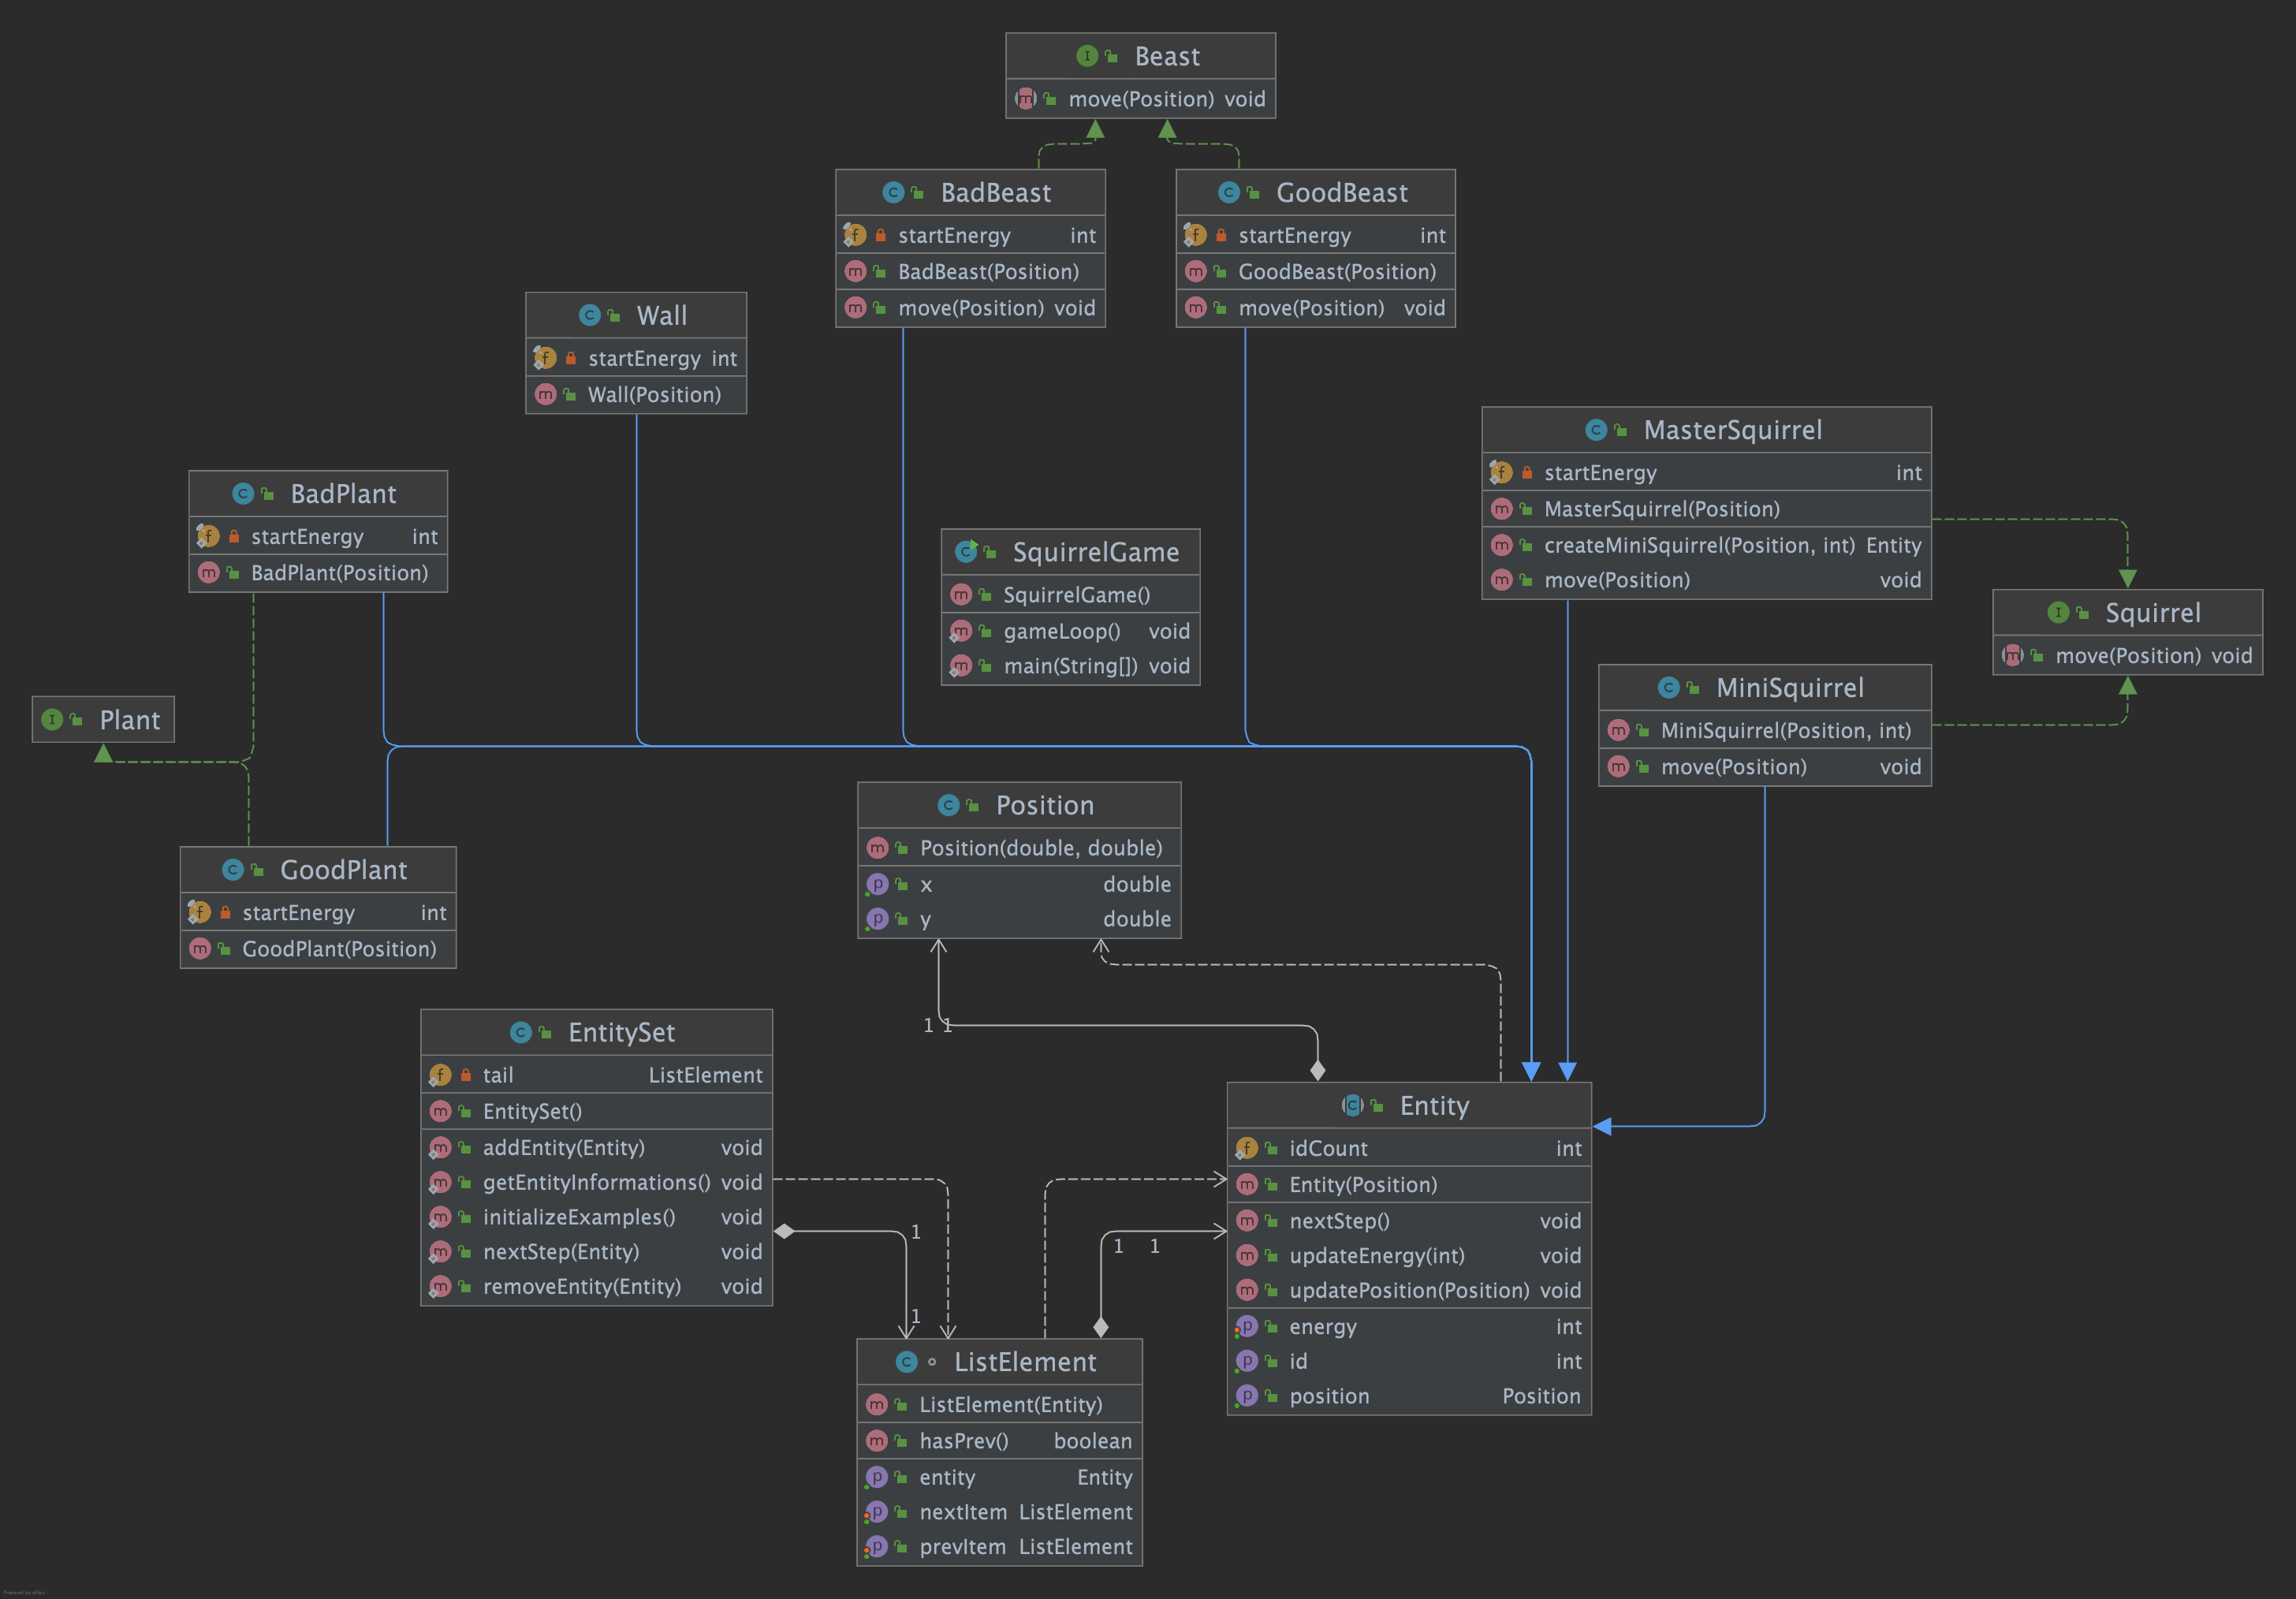 Beast
move(Position) void
BadBeast
startEnergy int
BadBeast(Position)
move(Position) void
GoodBeast
startEnergy int
GoodBeast(Position)
move(Position) void
Wall
startEnergy int
Wall(Position)
MasterSquirrel
startEnergy int
MasterSquirrel(Position)
createMiniSquirrel(Position, int) Entity
move(Position) void
BadPlant
startEnergy int
BadPlant(Position)
SquirrelGame
SquirrelGame()
gameLoop() void
main(String[]) void
Squirrel
move(Position) void
MiniSquirrel
MiniSquirrel(Position, int)
move(Position) void
Plant
Position
Position(double, double)
x double
y double
GoodPlant
startEnergy int
GoodPlant(Position)
1 1
EntitySet
tail ListElement
EntitySet()
addEntity(Entity) void
getEntityInformations() void
initializeExamples() void
nextStep(Entity) void
removeEntity(Entity) void
1
1
1 1
Entity
idCount int
Entity(Position)
nextStep() void
updateEnergy(int) void
updatePosition(Position) void
energy int
id int
position Position
ListElement
ListElement(Entity)
hasPrev() boolean
entity Entity
nextItem ListElement
prevItem ListElement
Powered by yFiles